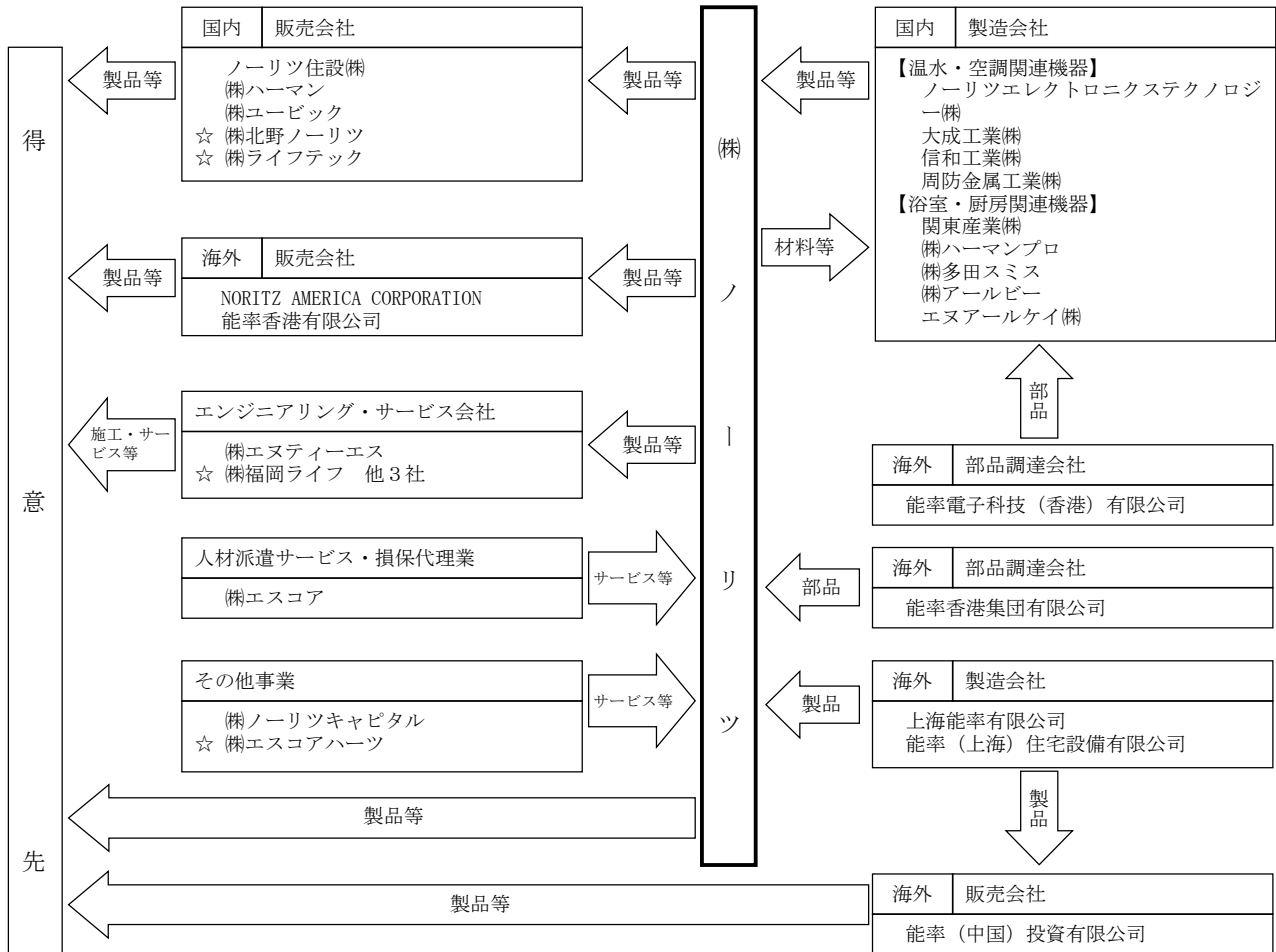 得
意
先
国内 販売会社
ノーリツ住設㈱
㈱ハーマン
㈱ユービック
☆ ㈱北野ノーリツ
☆ ㈱ライフテック
製品等
製品等
海外 販売会社
NORITZ AMERICA CORPORATION
能率香港有限公司
製品等
製品等
エンジニアリング・サービス会社
㈱エヌティーエス
☆ ㈱福岡ライフ 他３社
施工・サー
ビス等
製品等
人材派遣サービス・損保代理業
㈱エスコア
サービス等
その他事業
㈱ノーリツキャピタル
☆ ㈱エスコアハーツ
サービス等
製品等
製品等
㈱
ノ
ー
リ
ツ
製品等
材料等
部品
製品
国内 製造会社
【温水・空調関連機器】
ノーリツエレクトロニクステクノロジ
ー㈱
大成工業㈱
信和工業㈱
周防金属工業㈱
【浴室・厨房関連機器】
関東産業㈱
㈱ハーマンプロ
㈱多田スミス
㈱アールビー
エヌアールケイ㈱
部
品
海外 部品調達会社
能率電子科技（香港）有限公司
海外 部品調達会社
能率香港集団有限公司
海外 製造会社
上海能率有限公司
能率（上海）住宅設備有限公司
製
品
海外 販売会社
能率（中国）投資有限公司